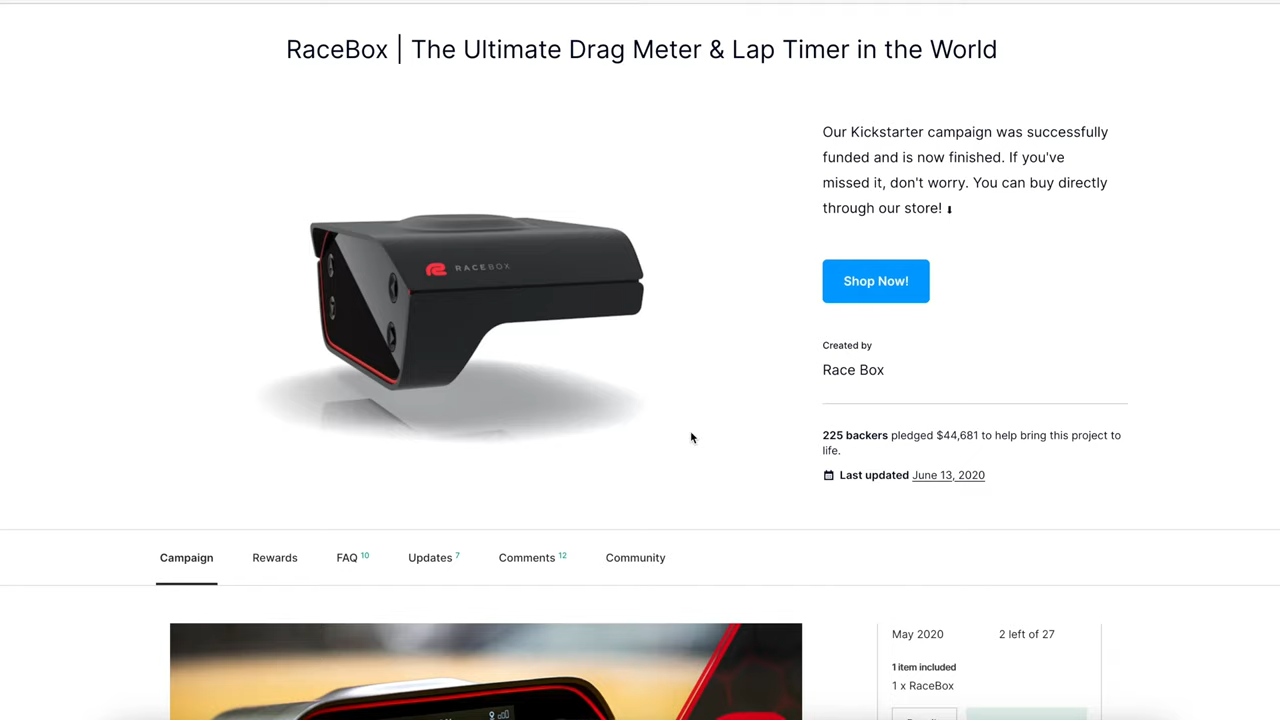 RaceBox | The Ultimate Drag Meter & Lap Timer in the World
RACEBOX
Our Kickstarter campaign was successfully
funded and is now finished. If you've
missed it, don't worry. You can buy directly
through our store! ⬇
Shop Now!
Created by
Race Box
225 backers pledged $44,681 to help bring this project to
life.
Last updated June 13, 2020
Campaign Rewards FAQ 10 Updates 7 Comments 12 Community
May 2020 2 left of 27
1 item included
1 x RaceBox